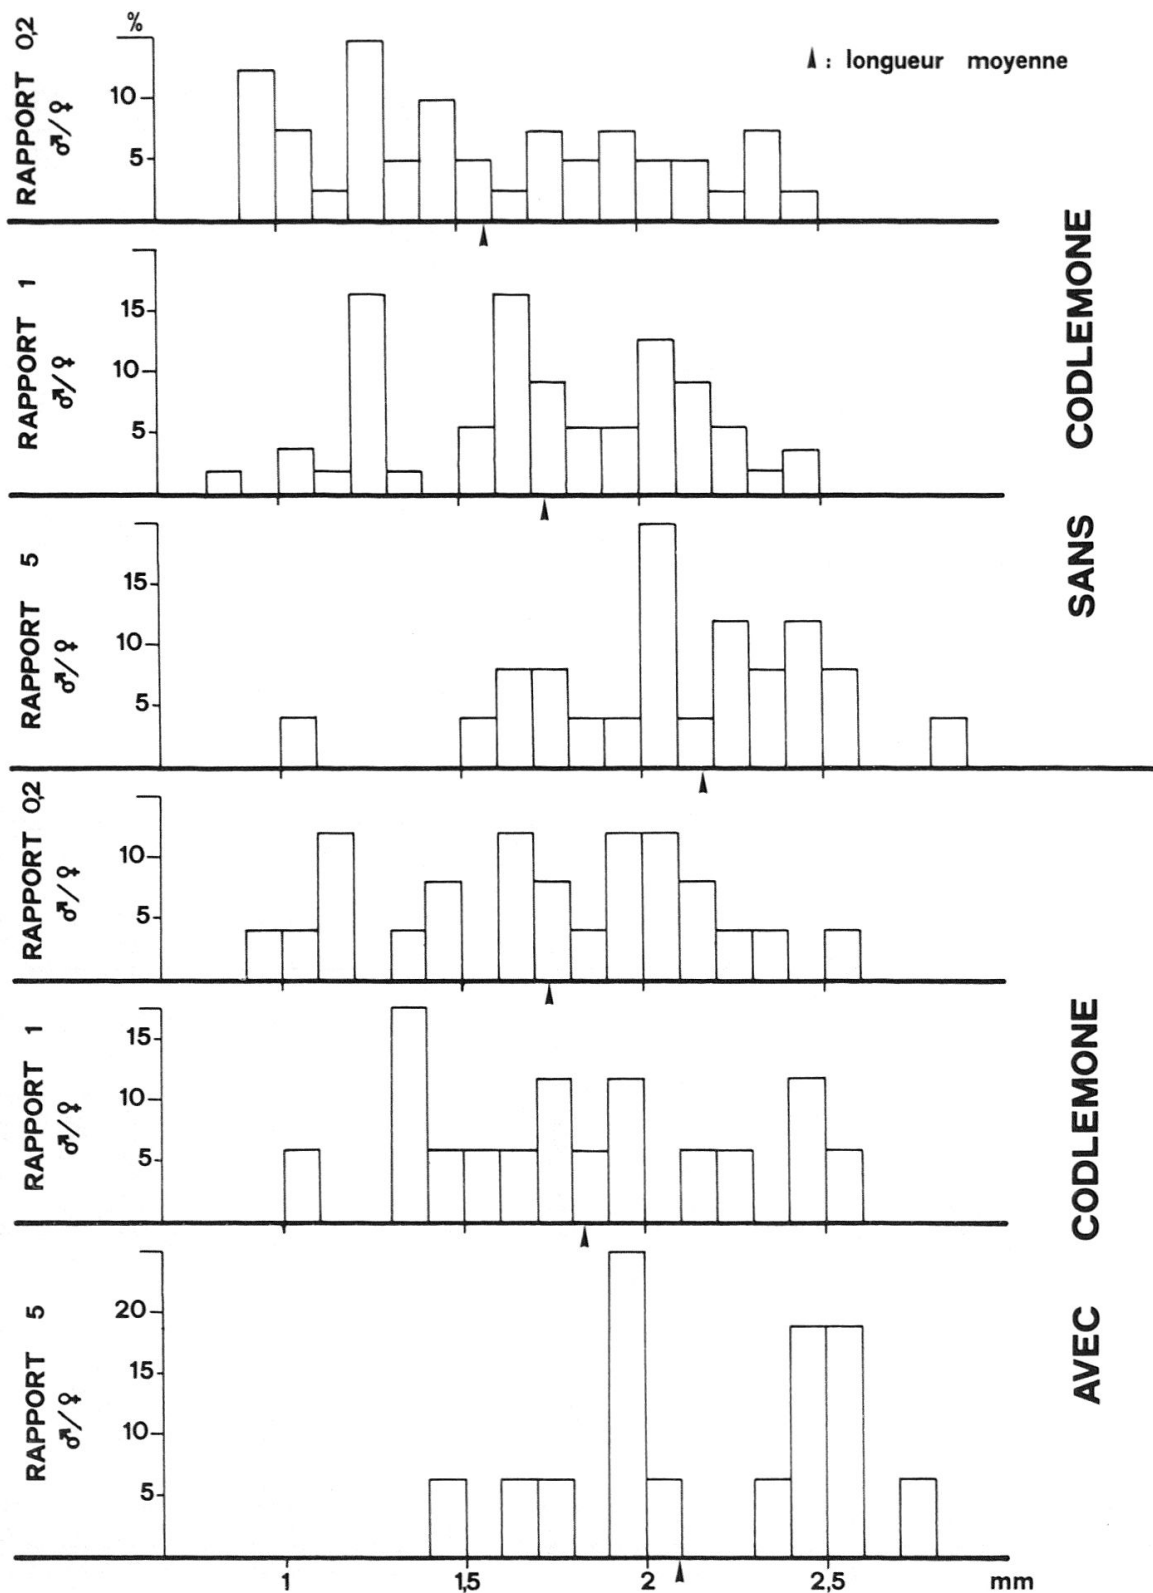 %
: longueur moyenne
RAPPORT 0,2
♂/♀
10
5
RAPPORT 1
♂/♀
15
10
5
RAPPORT 5
♂/♀
15
10
5
SANS CODLEMONE
RAPPORT 0,2
♂/♀
10
5
RAPPORT 1
♂/♀
15
10
5
RAPPORT 5
♂/♀
20
15
10
5
AVEC CODLEMONE
1 1,5 2 2,5 mm